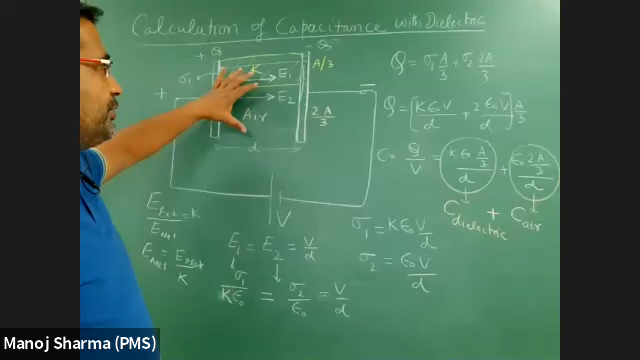 Calculation of Capacitance with Dielectric
+ Q
- Q
σ₁
K
E₁
A/3
E₂
Air
2A/3
+
d
V
Q = σ₁ A/3 + σ₂ 2A/3
Q = [Kε₀V/d + 2ε₀V/d] A/3
C = Q/V = Kε₀ A/3 / d + ε₀ 2A/3 / d
C dielectric + C air
E Ext / E Net = K
E Net = E Next / K
E₁ = E₂ = V/d
σ₁/Kε₀ = σ₂/ε₀ = V/d
σ₁ = Kε₀V/d
σ₂ = ε₀V/d
Manoj Sharma (PMS)